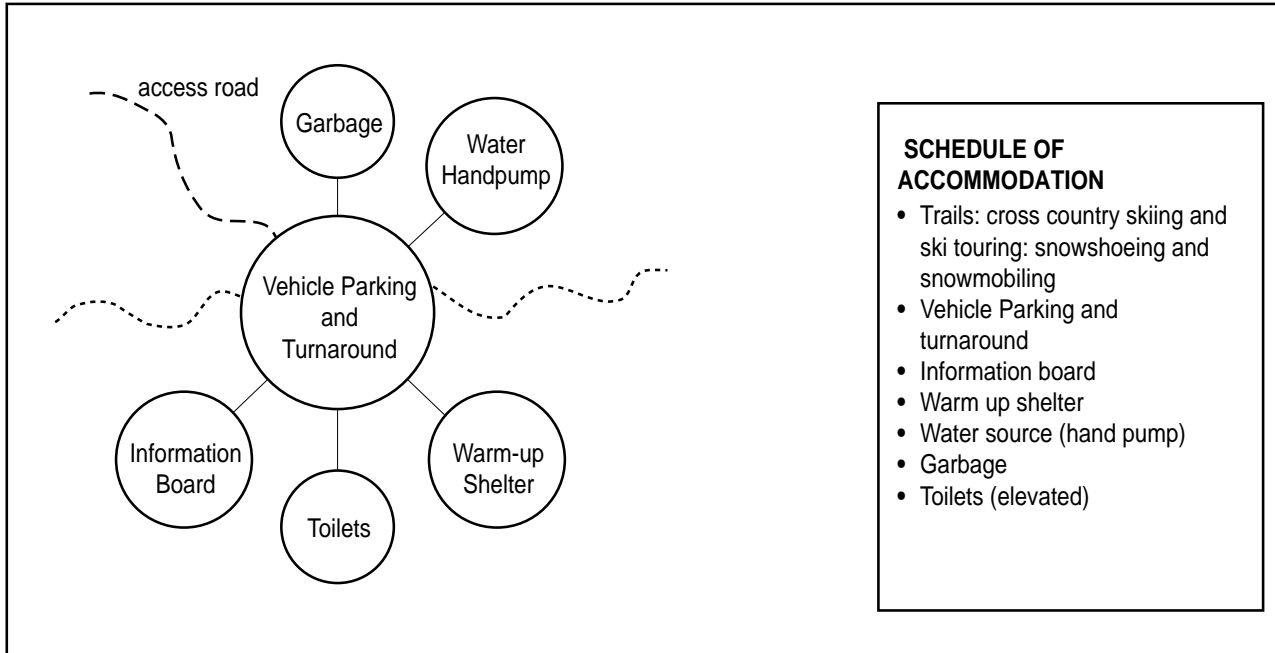 access road
Garbage
Water
Handpump
Vehicle Parking
and
Turnaround
Information
Board
Toilets
Warm-up
Shelter
SCHEDULE OF
ACCOMMODATION
• Trails: cross country skiing and
ski touring: snowshoeing and
snowmobiling
• Vehicle Parking and
turnaround
• Information board
• Warm up shelter
• Water source (hand pump)
• Garbage
• Toilets (elevated)